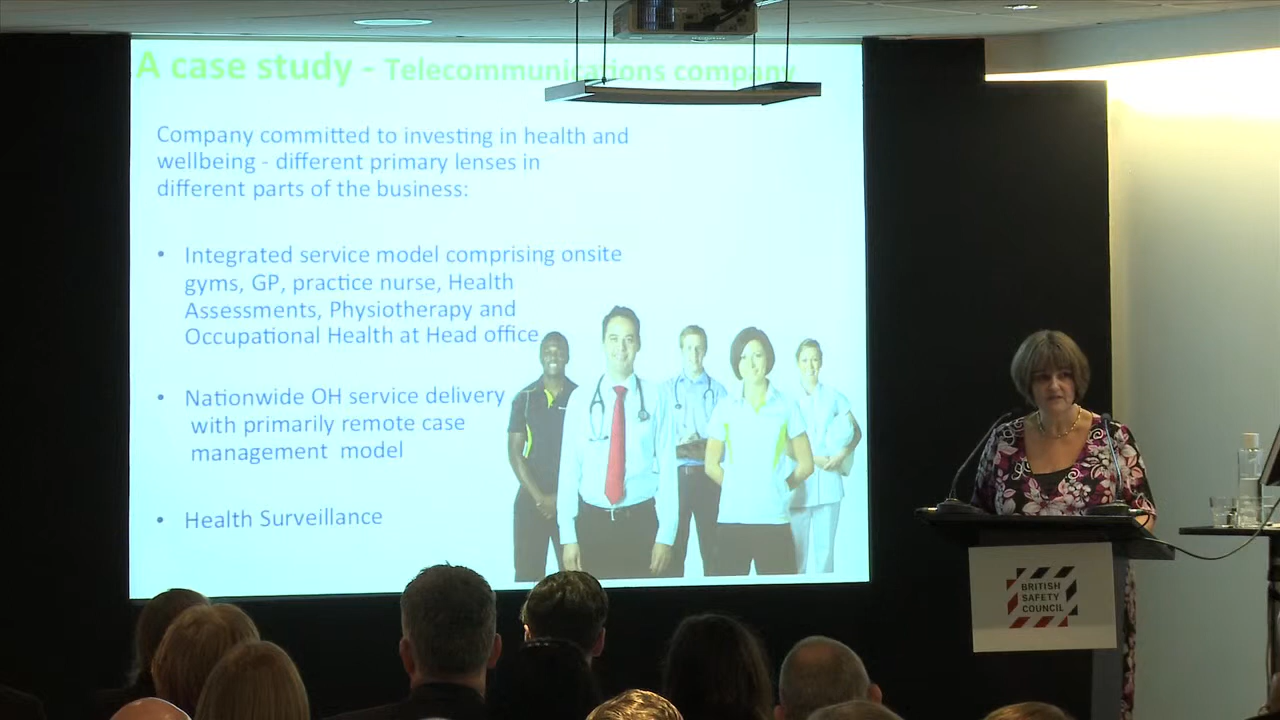 A case study - Telecommunications company
Company committed to investing in health and
wellbeing - different primary lenses in
different parts of the business:
• Integrated service model comprising onsite
gyms, GP, practice nurse, Health
Assessments, Physiotherapy and
Occupational Health at Head office
• Nationwide OH service delivery
with primarily remote case
management model
• Health Surveillance
BRITISH
SAFETY
COUNCIL